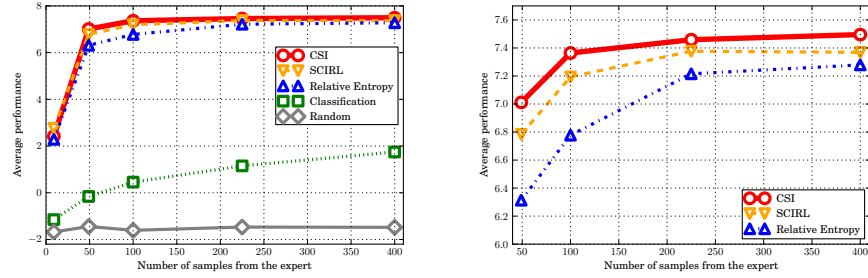 8
6
4
2
0
−2
0
50
100
150
200
250
300
350
400
Average performance
Number of samples from the expert
CSI
SCIRL
Relative Entropy
Classification
Random
7.6
7.4
7.2
7.0
6.8
6.6
6.4
6.2
6.0
50
100
150
200
250
300
350
400
Average performance
Number of samples from the expert
CSI
SCIRL
Relative Entropy